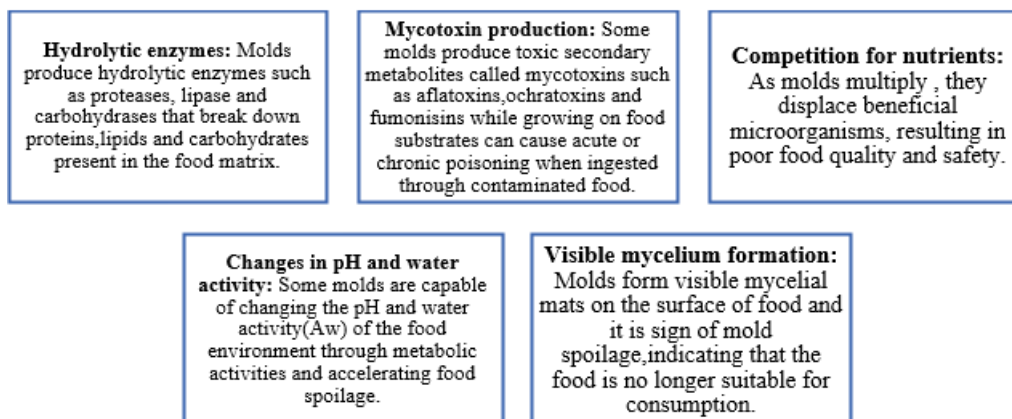 Hydrolytic enzymes: Molds
produce hydrolytic enzymes such
as proteases, lipase and
carbohydrases that break down
proteins,lipids and carbohydrates
present in the food matrix.
Mycotoxin production: Some
molds produce toxic secondary
metabolites called mycotoxins such
as aflatoxins,ochratoxins and
fumonisins while growing on food
substrates can cause acute or
chronic poisoning when ingested
through contaminated food.
Competition for nutrients:
As molds multiply , they
displace beneficial
microorganisms, resulting in
poor food quality and safety.
Changes in pH and water
activity: Some molds are capable
of changing the pH and water
activity(Aw) of the food
environment through metabolic
activities and accelerating food
spoilage.
Visible mycelium formation:
Molds form visible mycelial
mats on the surface of food and
it is sign of mold
spoilage,indicating that the
food is no longer suitable for
consumption.